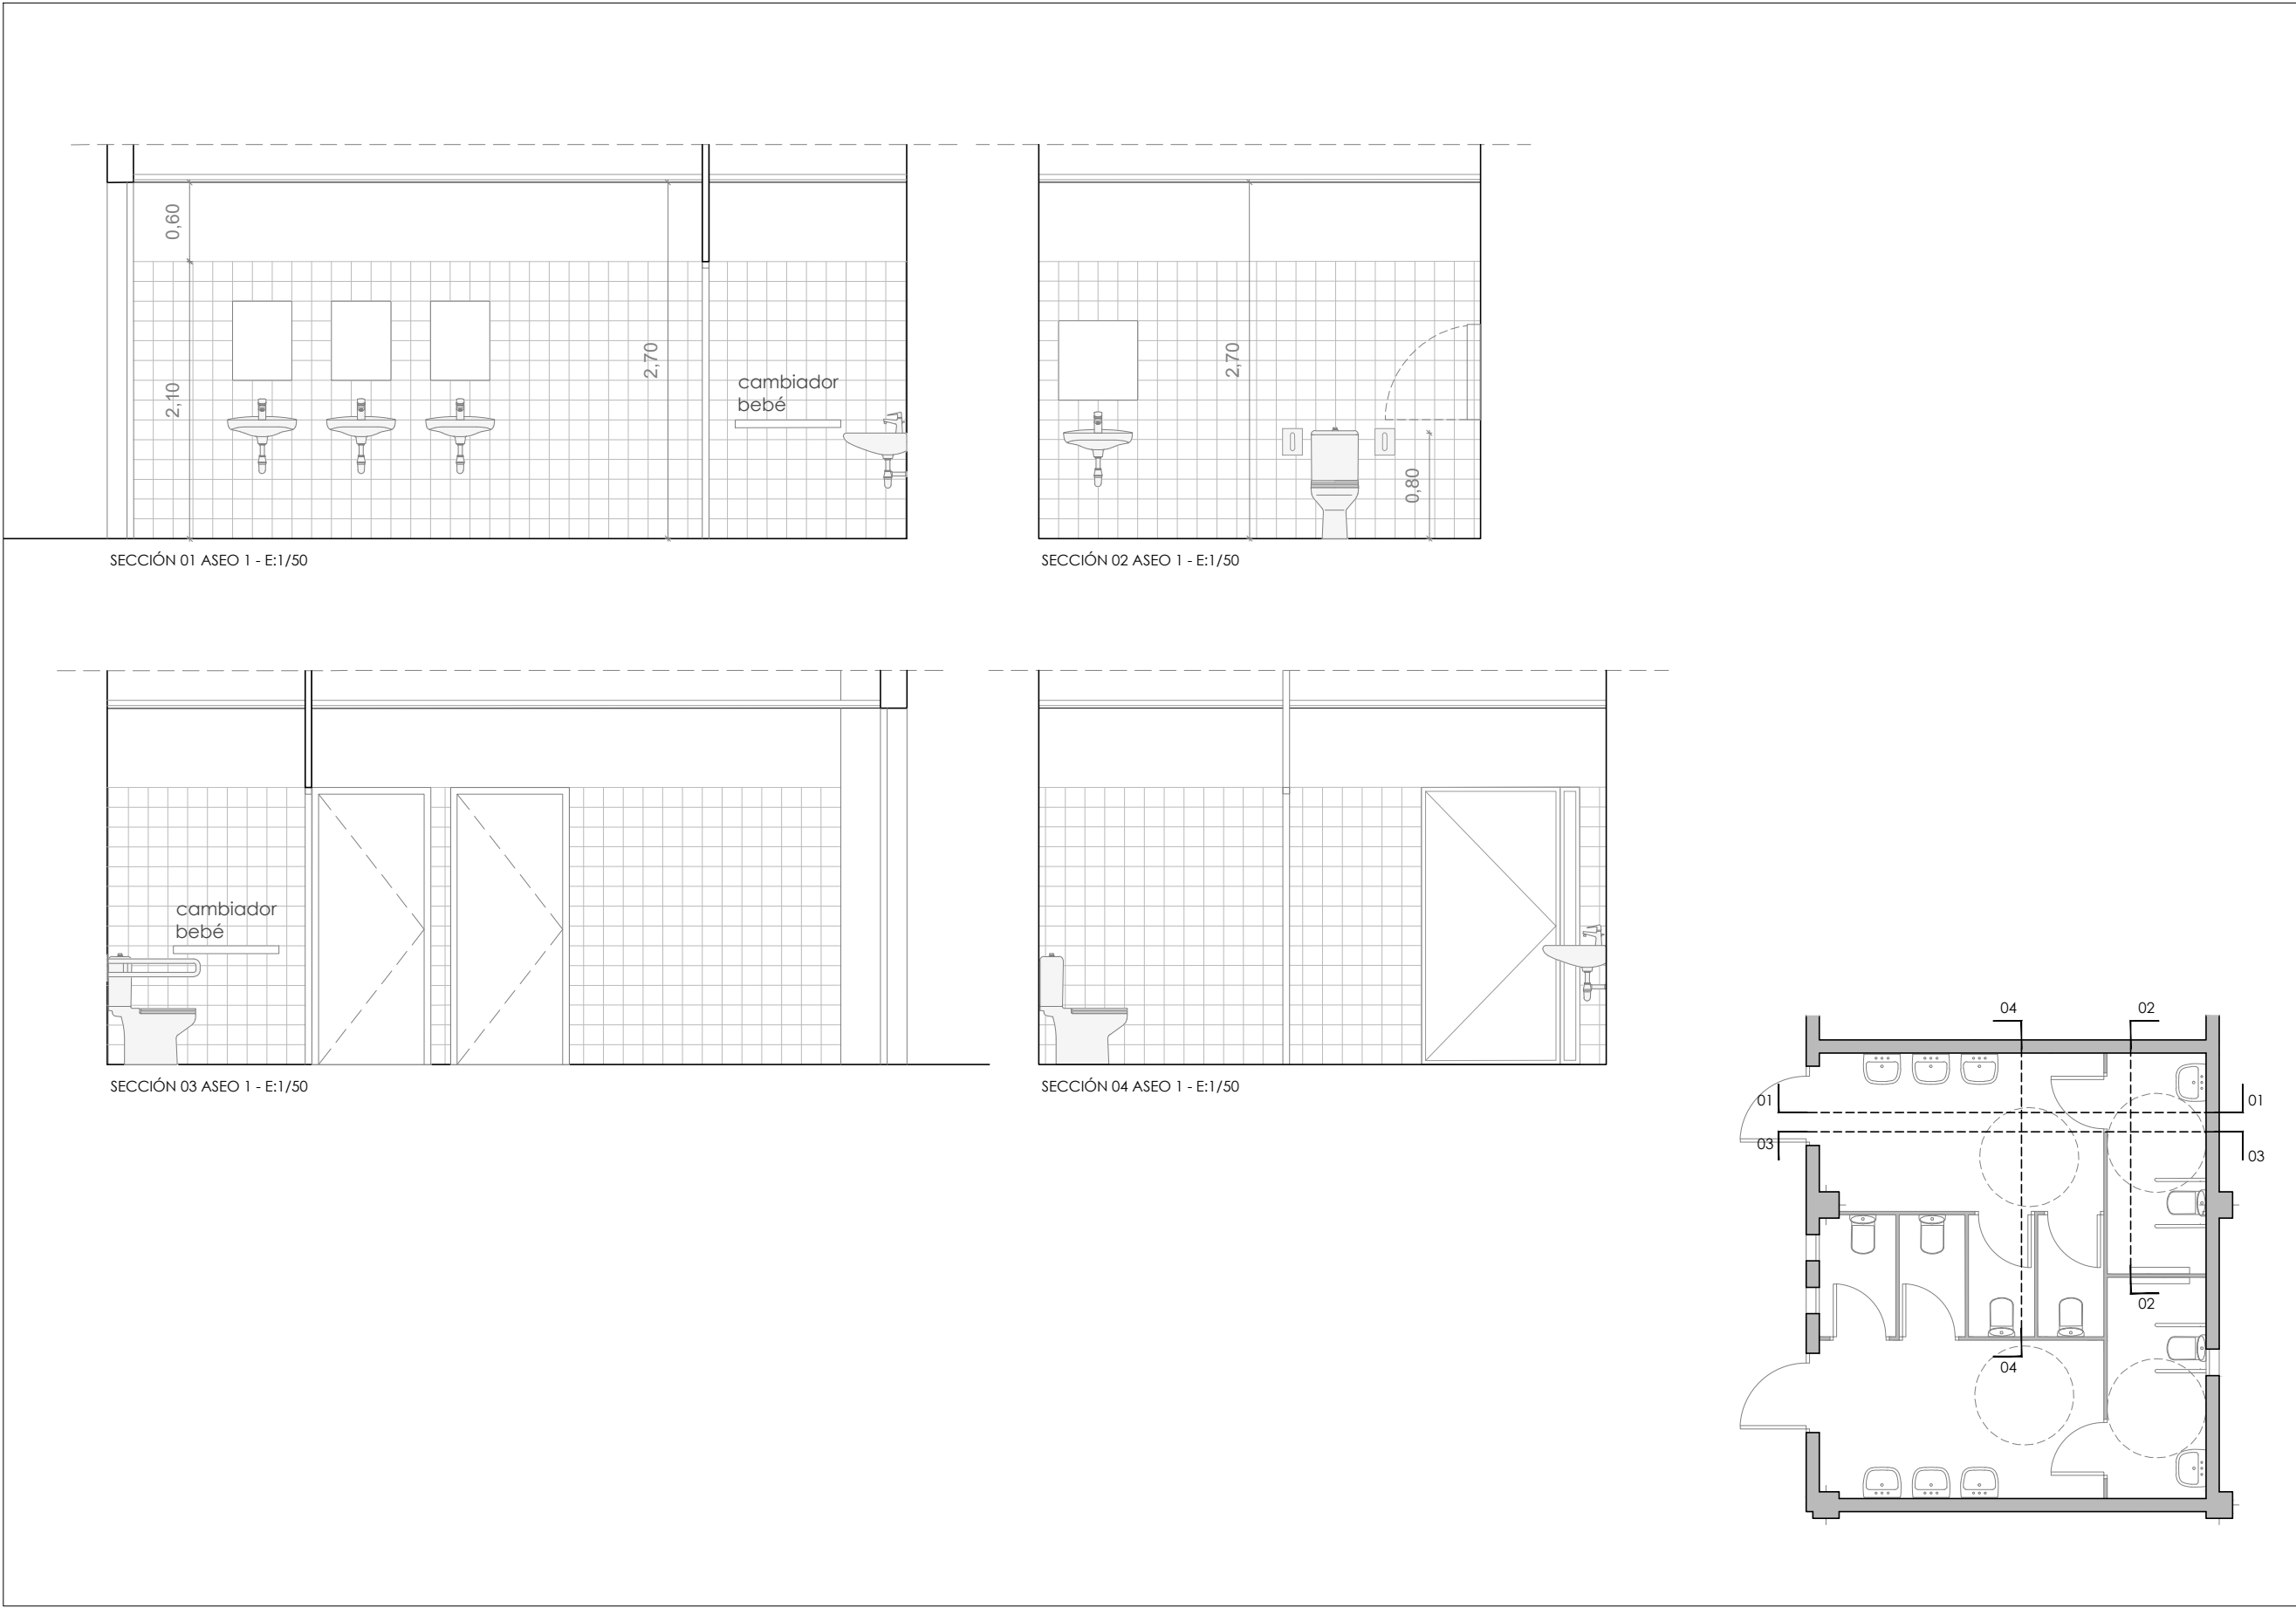 0,60
2,10
2,70
cambiador
bebé
SECCIÓN 01 ASEO 1 - E:1/50
2,70
0,80
SECCIÓN 02 ASEO 1 - E:1/50
cambiador
bebé
SECCIÓN 03 ASEO 1 - E:1/50
SECCIÓN 04 ASEO 1 - E:1/50
04
02
01
01
03
03
02
04